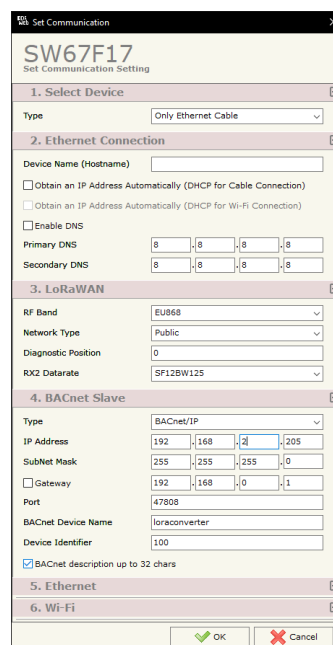 EDI
Web Set Communication
SW67F17
Set Communication Setting
1. Select Device
Type Only Ethernet Cable
2. Ethernet Connection
Device Name (Hostname)
Obtain an IP Address Automatically (DHCP for Cable Connection)
Obtain an IP Address Automatically (DHCP for Wi-Fi Connection)
Enable DNS
Primary DNS 8 .8 .8 .8
Secondary DNS 8 .8 .8 .8
3. LoRaWAN
RF Band EU868
Network Type Public
Diagnostic Position 0
RX2 Datarate SF12BW125
4. BACnet Slave
Type BACnet/IP
IP Address 192 .168 .2 .205
SubNet Mask 255 .255 .255 .0
Gateway 192 .168 .0 .1
Port 47808
BACnet Device Name loraconverter
Device Identifier 100
BACnet description up to 32 chars
5. Ethernet
6. Wi-Fi
OK Cancel